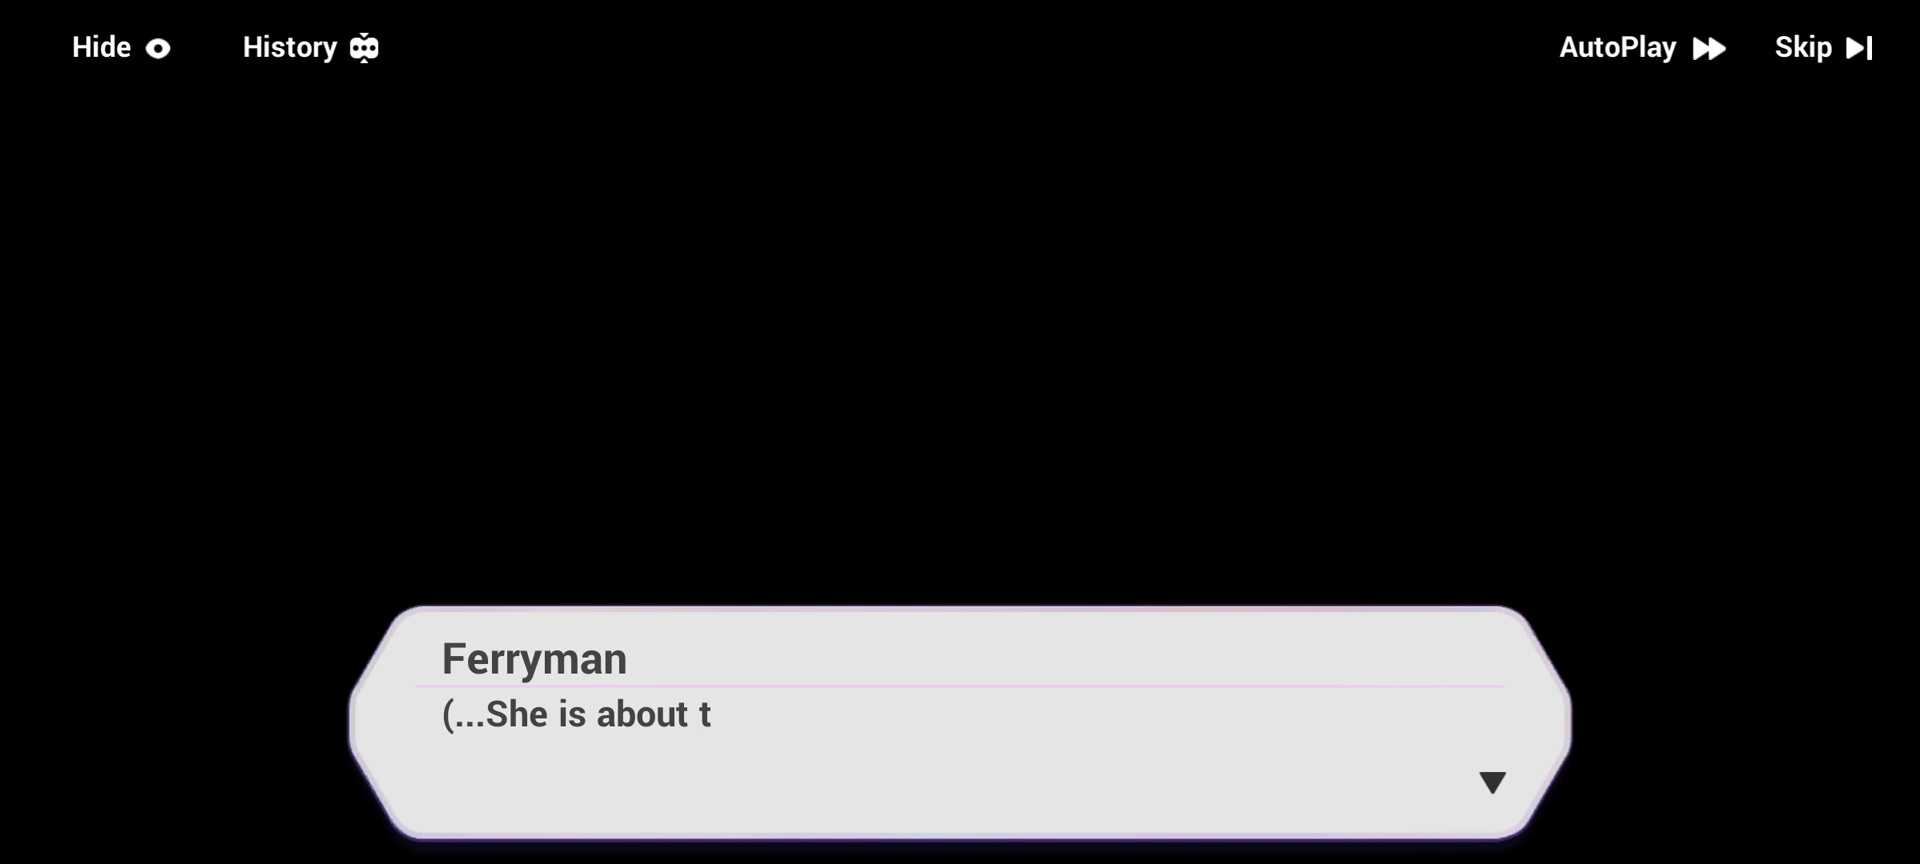 Hide
History
AutoPlay
Skip
Ferryman
(...She is about t